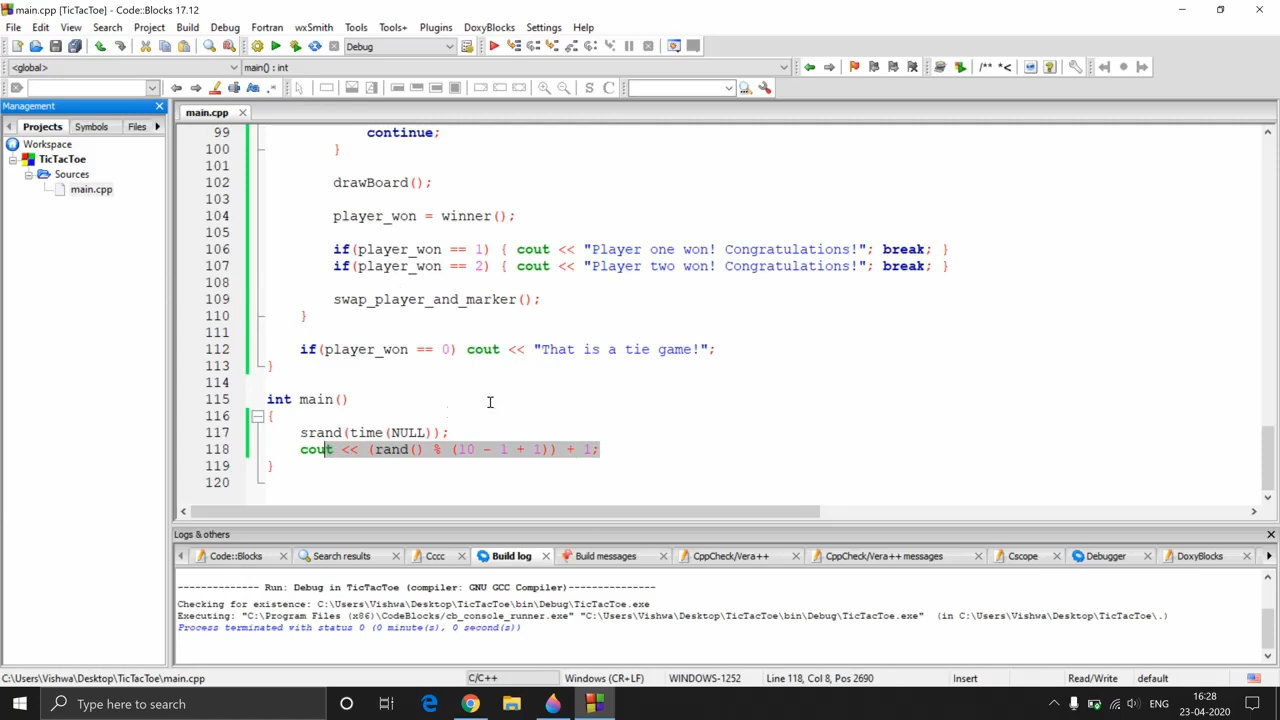 main.cpp [TicTacToe] - Code::Blocks 17.12
File Edit View Search Project Build Debug Fortran wxSmith Tools Tools+ Plugins DoxyBlocks Settings Help
Debug
<global> main() : int
/** *<
S C
Management
Projects Symbols Files
main.cpp
Workspace
TicTacToe
Sources
main.cpp
99 continue;
100 }
101
102 drawBoard();
103
104 player_won = winner();
105
106 if(player_won == 1) { cout << "Player one won! Congratulations!"; break; }
107 if(player_won == 2) { cout << "Player two won! Congratulations!"; break; }
108
109 swap_player_and_marker();
110 }
111
112 if(player_won == 0) cout << "That is a tie game!";
113 }
114
115 int main()
116 {
117 srand(time(NULL));
118 cout << (rand() % (10 - 1 + 1)) + 1;
119 }
120
Logs & others
Code::Blocks Search results Cccc Build log Build messages CppCheck/Vera++ CppCheck/Vera++ messages Cscope Debugger DoxyBlocks
-------------- Run: Debug in TicTacToe (compiler: GNU GCC Compiler)---------------
Checking for existence: C:\Users\Vishwa\Desktop\TicTacToe\bin\Debug\TicTacToe.exe
Executing: "C:\Program Files (x86)\CodeBlocks/cb_console_runner.exe" "C:\Users\Vishwa\Desktop\TicTacToe\bin\Debug\TicTacToe.exe"  (in C:\Users\Vishwa\Desktop\TicTacToe\.)
Process terminated with status 0 (0 minute(s), 0 second(s))
C:\Users\Vishwa\Desktop\TicTacToe\main.cpp C/C++ Windows (CR+LF) WINDOWS-1252 Line 118, Col 8, Pos 2690 Insert Read/Write default
Type here to search
ENG
16:28
23-04-2020